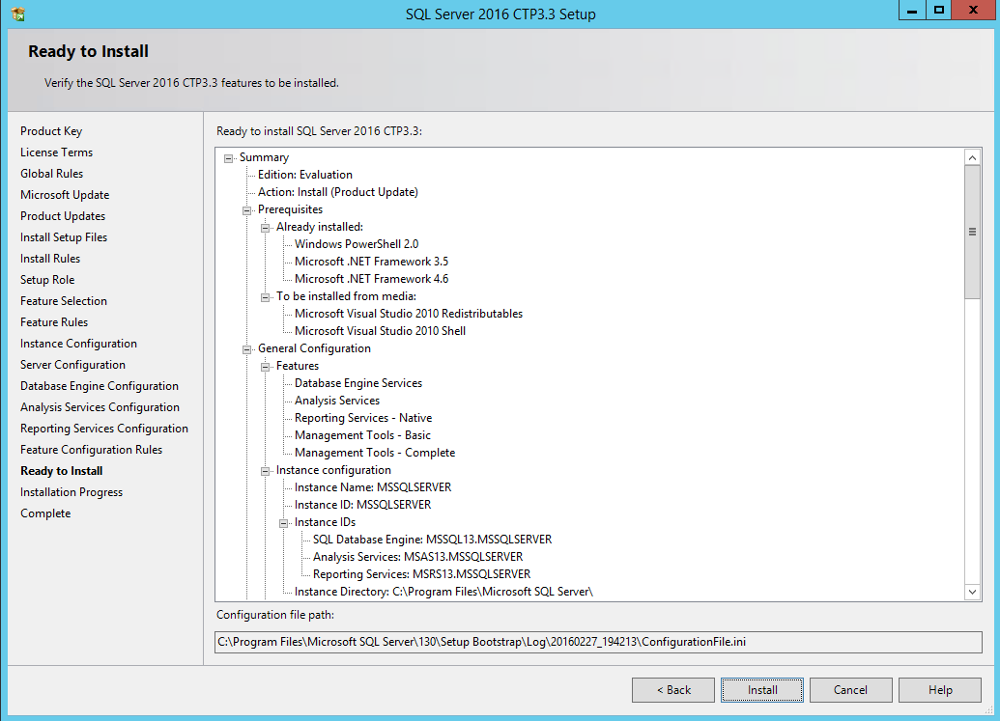 SQL Server 2016 CTP3.3 Setup
Ready to Install
Verify the SQL Server 2016 CTP3.3 features to be installed.
Product Key
License Terms
Global Rules
Microsoft Update
Product Updates
Install Setup Files
Install Rules
Setup Role
Feature Selection
Feature Rules
Instance Configuration
Server Configuration
Database Engine Configuration
Analysis Services Configuration
Reporting Services Configuration
Feature Configuration Rules
Ready to Install
Installation Progress
Complete
Ready to install SQL Server 2016 CTP3.3:
Summary
Edition: Evaluation
Action: Install (Product Update)
Prerequisites
Already installed:
Windows PowerShell 2.0
Microsoft .NET Framework 3.5
Microsoft .NET Framework 4.6
To be installed from media:
Microsoft Visual Studio 2010 Redistributables
Microsoft Visual Studio 2010 Shell
General Configuration
Features
Database Engine Services
Analysis Services
Reporting Services - Native
Management Tools - Basic
Management Tools - Complete
Instance configuration
Instance Name: MSSQLSERVER
Instance ID: MSSQLSERVER
Instance IDs
SQL Database Engine: MSSQL13.MSSQLSERVER
Analysis Services: MSAS13.MSSQLSERVER
Reporting Services: MSRS13.MSSQLSERVER
Instance Directory: C:\Program Files\Microsoft SQL Server\
Configuration file path:
C:\Program Files\Microsoft SQL Server\130\Setup Bootstrap\Log\20160227_194213\ConfigurationFile.ini
< Back
Install
Cancel
Help